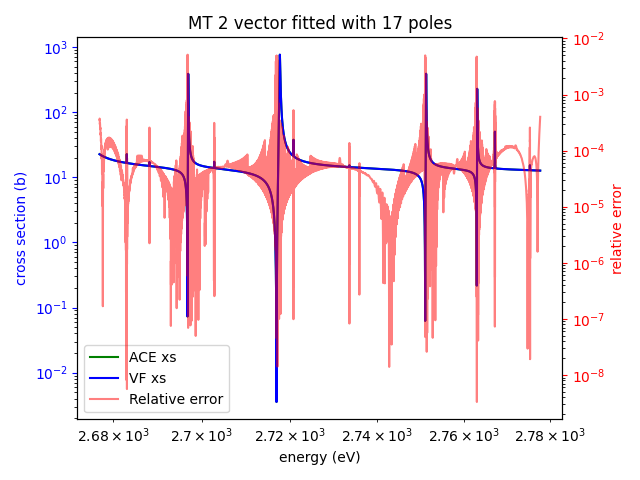 MT 2 vector fitted with 17 poles
10³
10²
10¹
10⁰
10⁻¹
10⁻²
cross section (b)
10⁻²
10⁻³
10⁻⁴
10⁻⁵
10⁻⁶
10⁻⁷
10⁻⁸
relative error
ACE xs
VF xs
Relative error
2.68 × 10³ 2.7 × 10³ 2.72 × 10³ 2.74 × 10³ 2.76 × 10³ 2.78 × 10³
energy (eV)